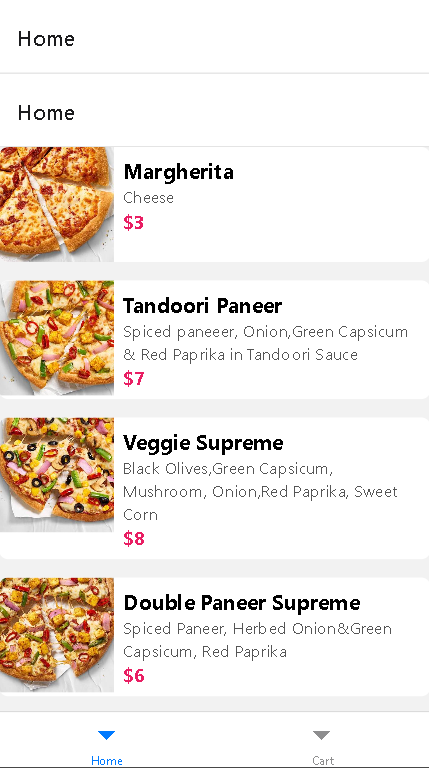 Home
Home
Margherita
Cheese
$3
Tandoori Paneer
Spiced paneeer, Onion,Green Capsicum
& Red Paprika in Tandoori Sauce
$7
Veggie Supreme
Black Olives,Green Capsicum,
Mushroom, Onion,Red Paprika, Sweet
Corn
$8
Double Paneer Supreme
Spiced Paneer, Herbed Onion&Green
Capsicum, Red Paprika
$6
Home
Cart